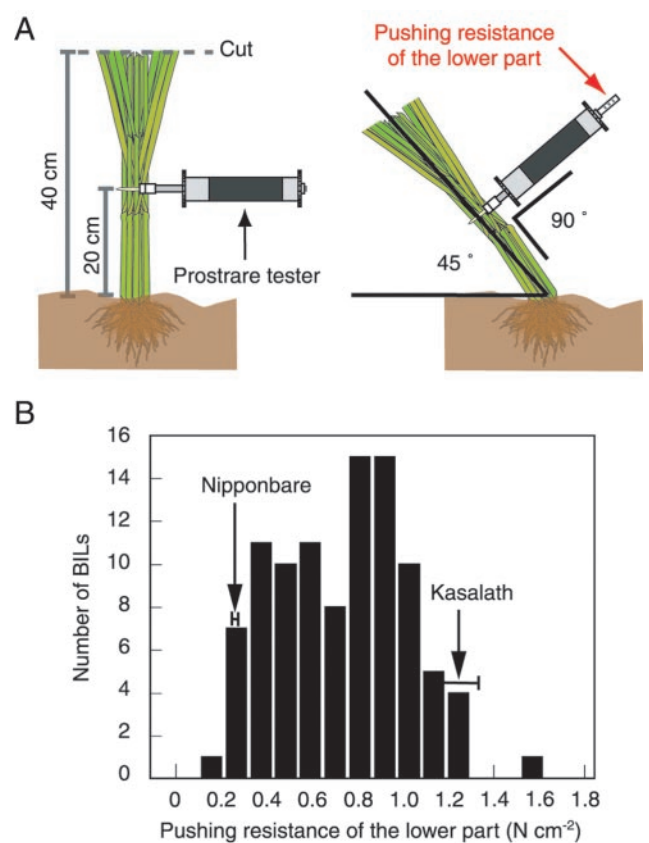 A
Cut
40 cm
20 cm
Prostrare tester
Pushing resistance
of the lower part
90 °
45 °
B
16
14
12
10
8
6
4
2
0
Number of BILs
Nipponbare
Kasalath
0 0.2 0.4 0.6 0.8 1.0 1.2 1.4 1.6 1.8
Pushing resistance of the lower part (N cm⁻²)